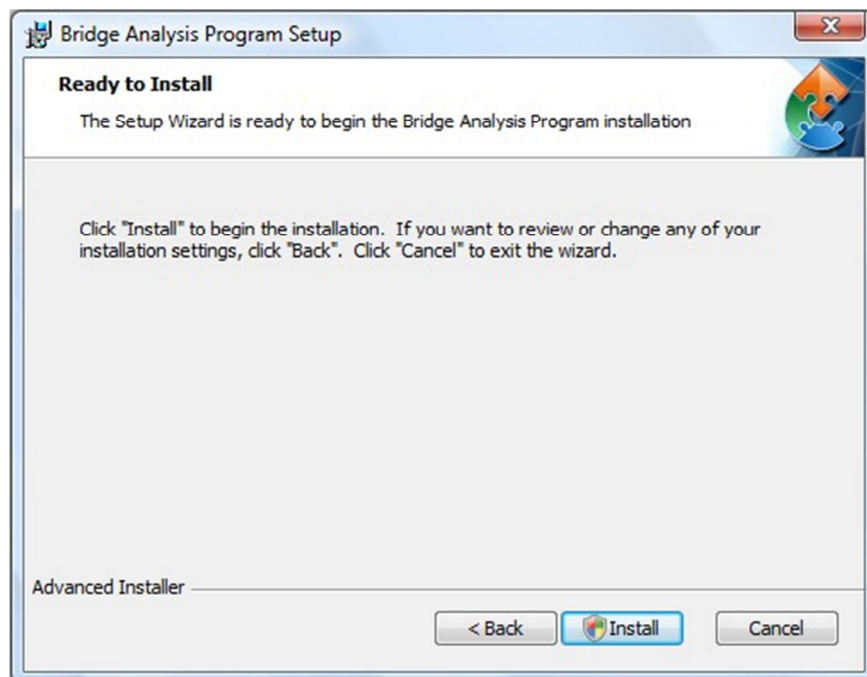 Bridge Analysis Program Setup
Ready to Install
The Setup Wizard is ready to begin the Bridge Analysis Program installation
Click "Install" to begin the installation.  If you want to review or change any of your
installation settings, click "Back".  Click "Cancel" to exit the wizard.
Advanced Installer
< Back
Install
Cancel